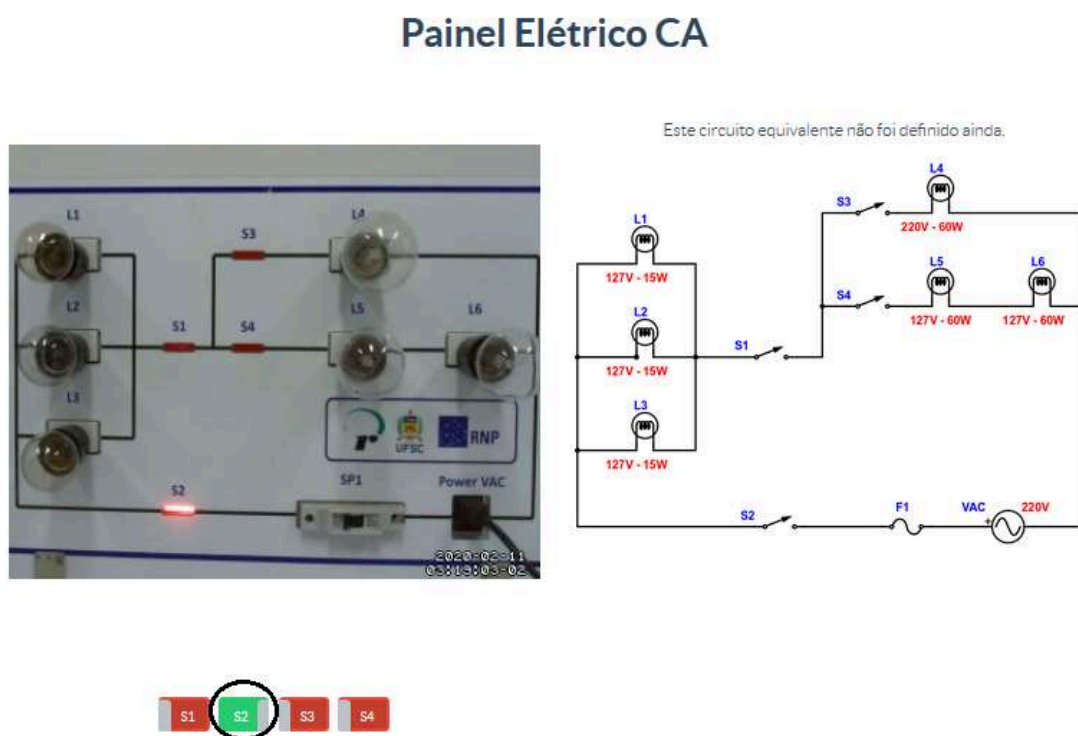 Painel Elétrico CA
Este circuito equivalente não foi definido ainda.
L1
L2
L3
S1
S2
S3
S4
L4
L5
L6
UFSC
RNP
SP1
Power VAC
2020-02-11
03:19:03-02
L1
127V - 15W
L2
127V - 15W
L3
127V - 15W
S1
S3
L4
220V - 60W
S4
L5
L6
127V - 60W
127V - 60W
S2
F1
VAC
220V
+
S1
S2
S3
S4